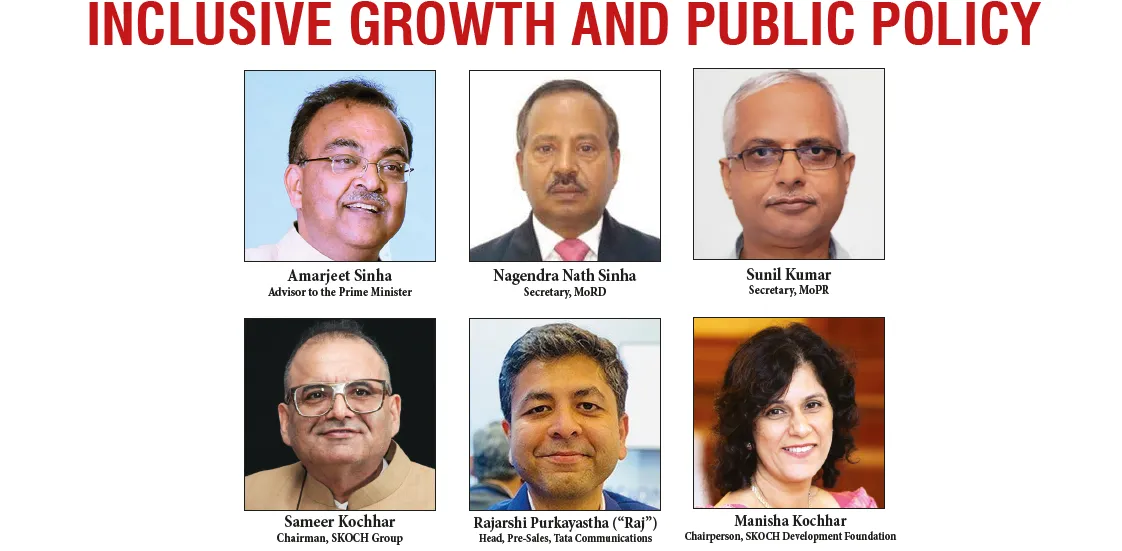 INCLUSIVE GROWTH AND PUBLIC POLICY
Amarjeet Sinha
Advisor to the Prime Minister
Nagendra Nath Sinha
Secretary, MoRD
Sunil Kumar
Secretary, MoPR
Sameer Kochhar
Chairman, SKOCH Group
Rajarshi Purkayastha (“Raj”)
Head, Pre-Sales, Tata Communications
Manisha Kochhar
Chairperson, SKOCH Development Foundation